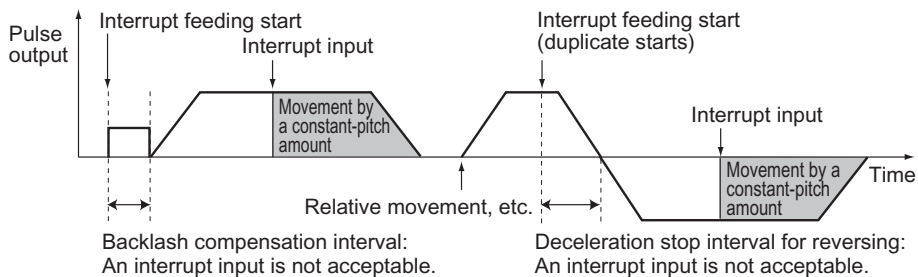 Interrupt feeding start
Pulse
output
Interrupt input
Movement by
a constant-pitch
amount
Interrupt feeding start
(duplicate starts)
Interrupt input
Movement by a
constant-pitch
amount
Time
Relative movement, etc.
Backlash compensation interval:
An interrupt input is not acceptable.
Deceleration stop interval for reversing:
An interrupt input is not acceptable.